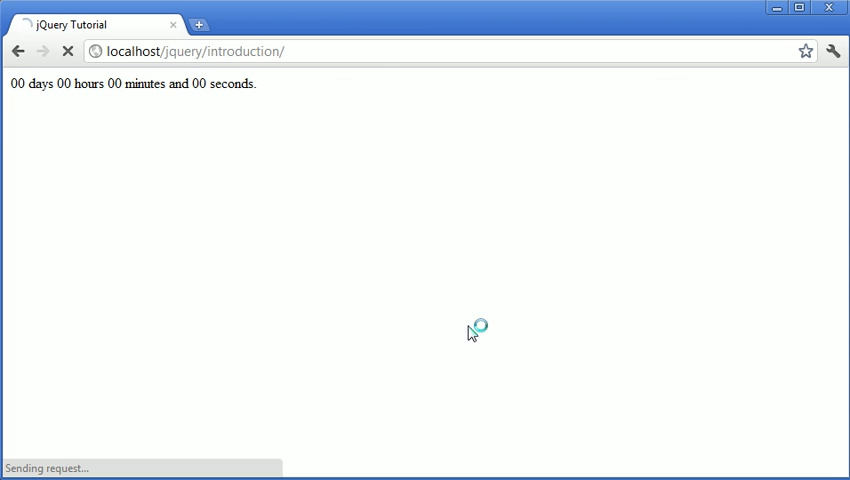 jQuery Tutorial
localhost/jquery/introduction/
00 days 00 hours 00 minutes and 00 seconds.
Sending request...